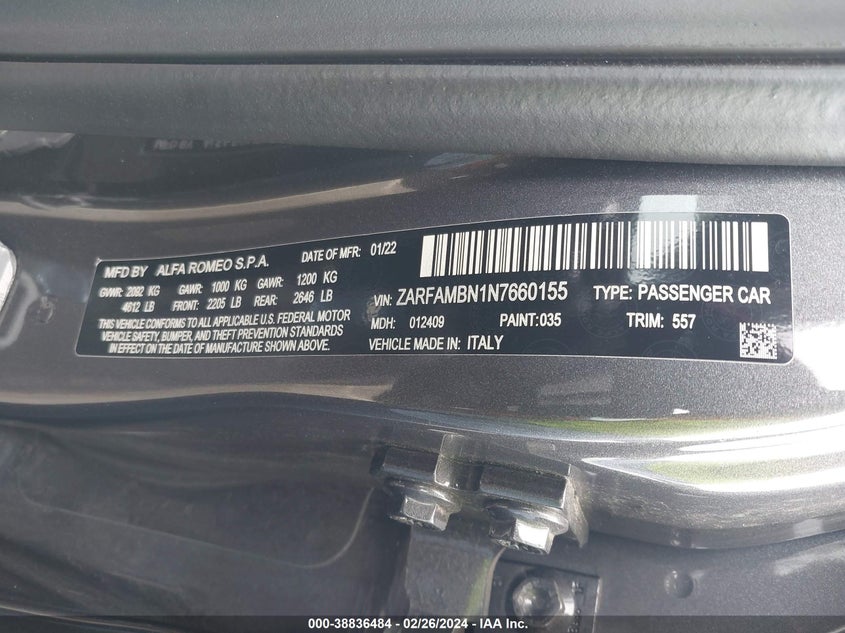 MFD BY ALFA ROMEO S.P.A. DATE OF MFR: 01/22
GVWR: 2092 KG GAWR: 1000 KG GAWR: 1200 KG
4612 LB FRONT: 2205 LB REAR: 2646 LB
THIS VEHICLE CONFORMS TO ALL APPLICABLE U.S. FEDERAL MOTOR
VEHICLE SAFETY, BUMPER, AND THEFT PREVENTION STANDARDS
IN EFFECT ON THE DATE OF MANUFACTURE SHOWN ABOVE.
VIN: ZARFAMBN1N7660155 TYPE: PASSENGER CAR
MDH: 012409 PAINT:035 TRIM: 557
VEHICLE MADE IN: ITALY
000-38836484 - 02/26/2024 - IAA Inc.